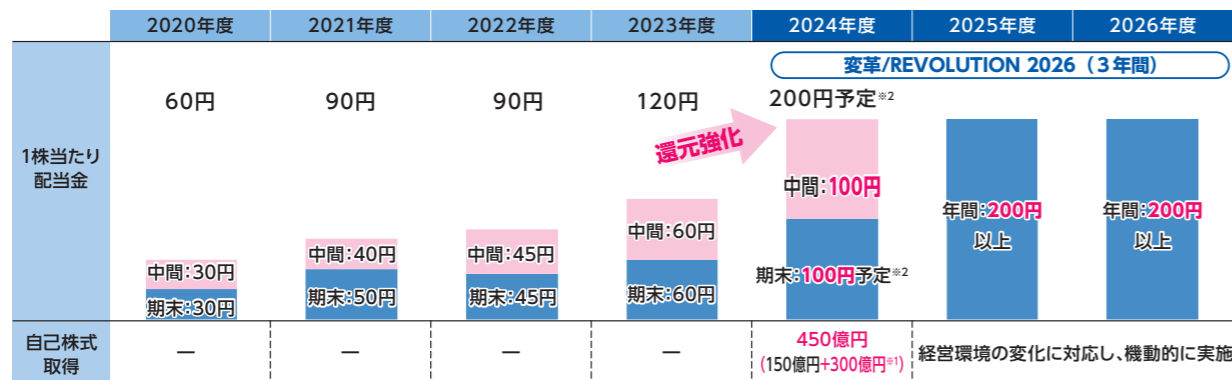 2020年度 2021年度 2022年度 2023年度 2024年度 2025年度 2026年度
変革/REVOLUTION 2026（3年間）
60円 90円 90円 120円 200円予定※2
還元強化
1株当たり
配当金
中間:30円
期末:30円
中間:40円
期末:50円
中間:45円
期末:45円
中間:60円
期末:60円
中間:100円
期末:100円予定※2
年間:200円
以上
年間:200円
以上
自己株式
取得
― ― ― ―
450億円
(150億円+300億円※1)
経営環境の変化に対応し、機動的に実施